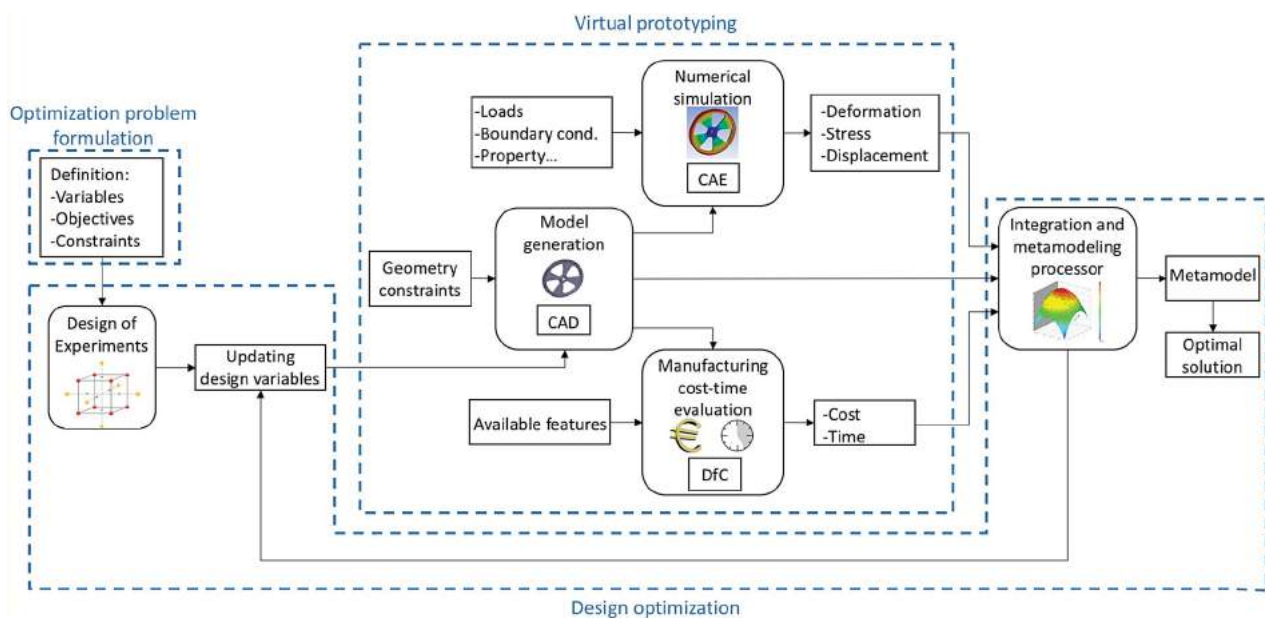 Virtual prototyping
Optimization problem
formulation
Definition:
-Variables
-Objectives
-Constraints
-Loads
-Boundary cond.
-Property...
Numerical
simulation
CAE
-Deformation
-Stress
-Displacement
Geometry
constraints
Model
generation
CAD
Integration and
metamodeling
processor
Metamodel
Optimal
solution
Design of
Experiments
Updating
design variables
Available features
Manufacturing
cost-time
evaluation
€
DfC
-Cost
-Time
Design optimization